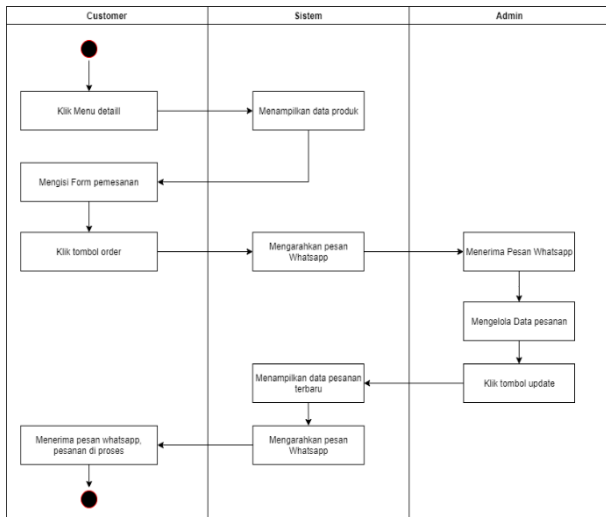 Customer
Sistem
Admin
Klik Menu detaill
Menampilkan data produk
Mengisi Form pemesanan
Klik tombol order
Mengarahkan pesan
Whatsapp
Menerima Pesan Whatsapp
Mengelola Data pesanan
Klik tombol update
Menampilkan data pesanan
terbaru
Mengarahkan pesan
Whatsapp
Menerima pesan whatsapp,
pesanan di proses